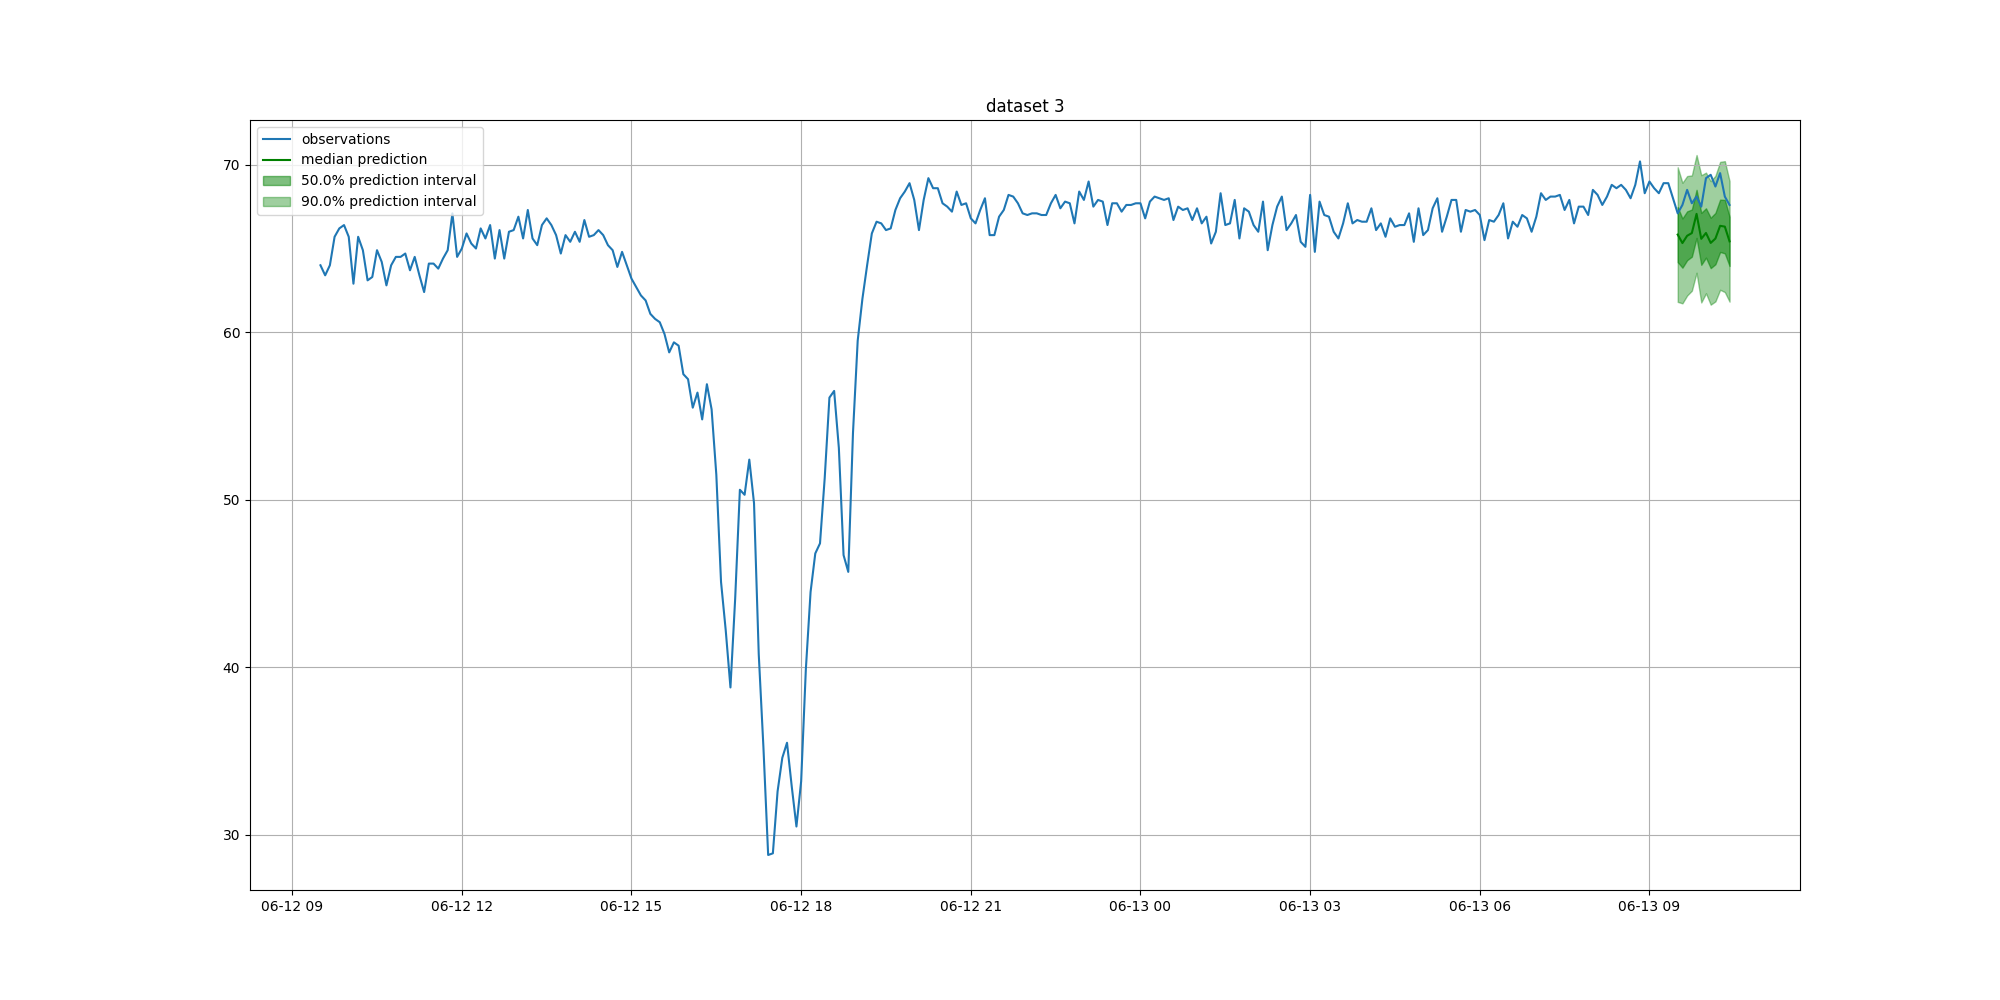 dataset 3
observations
median prediction
50.0% prediction interval
90.0% prediction interval
70
60
50
40
30
06-12 09 06-12 12 06-12 15 06-12 18 06-12 21 06-13 00 06-13 03 06-13 06 06-13 09